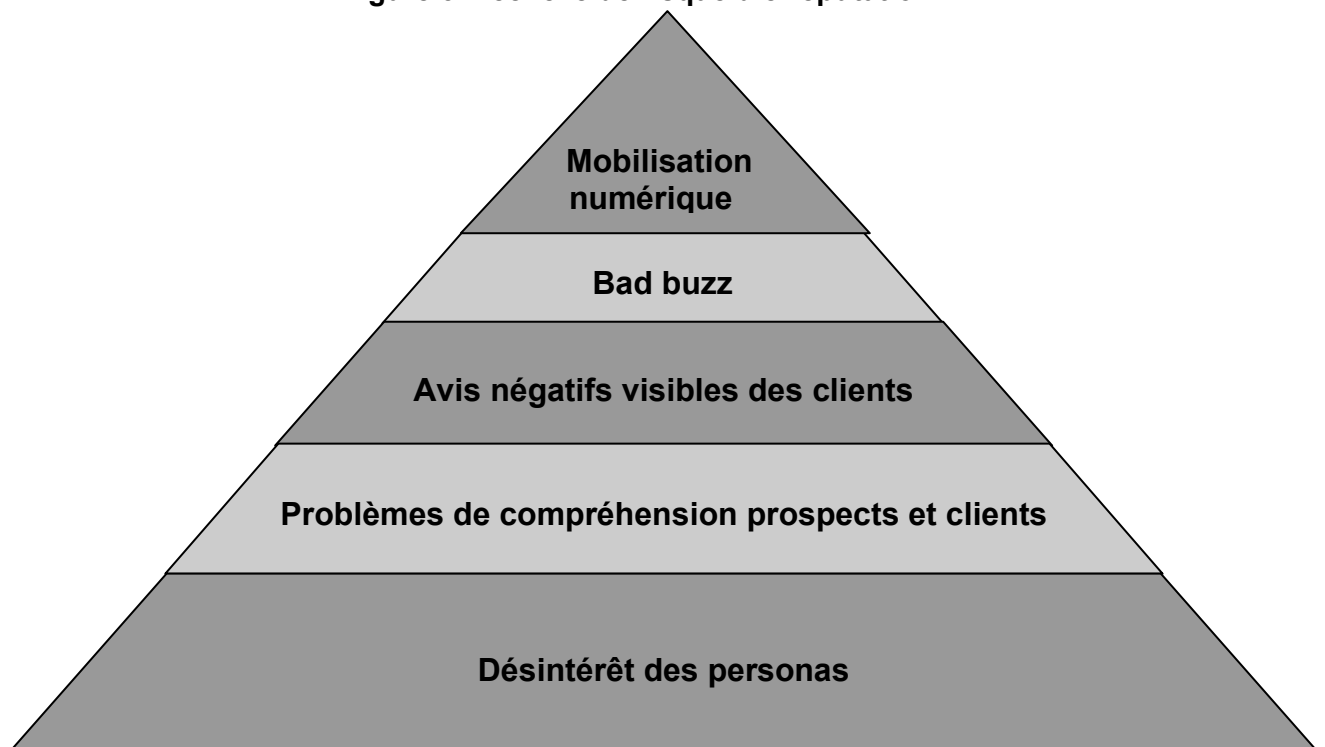 Mobilisation
numérique
Bad buzz
Avis négatifs visibles des clients
Problèmes de compréhension prospects et clients
Désintérêt des personas